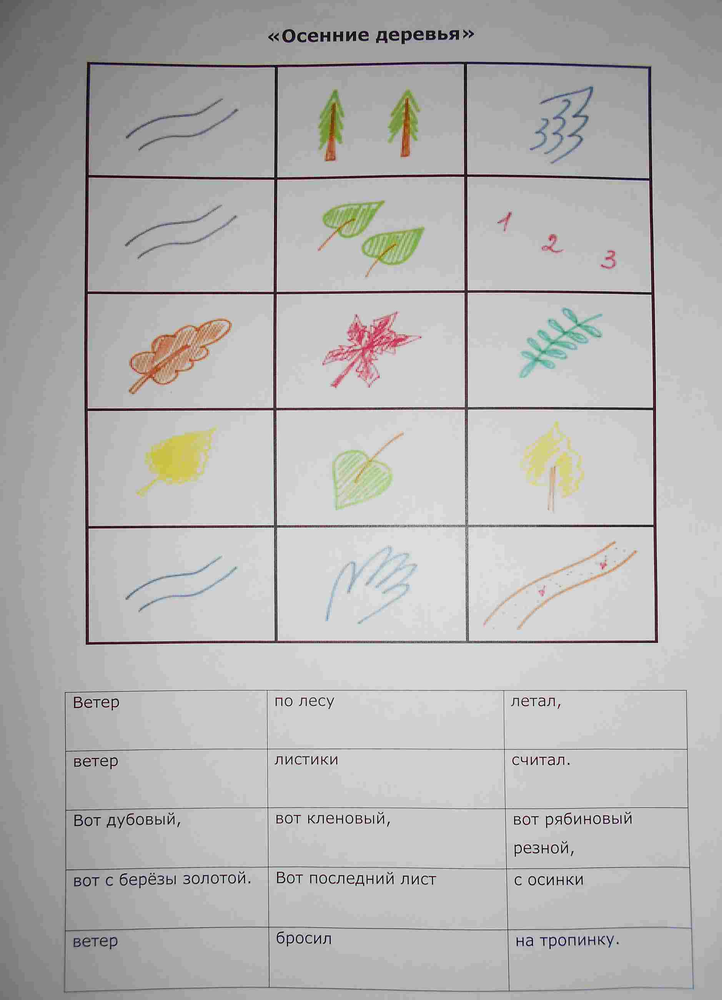 «Осенние деревья»
1
2
3
Ветер по лесу летал,
ветер листики считал.
Вот дубовый, вот кленовый, вот рябиновый
резной,
вот с берёзы золотой. Вот последний лист с осинки
ветер бросил на тропинку.